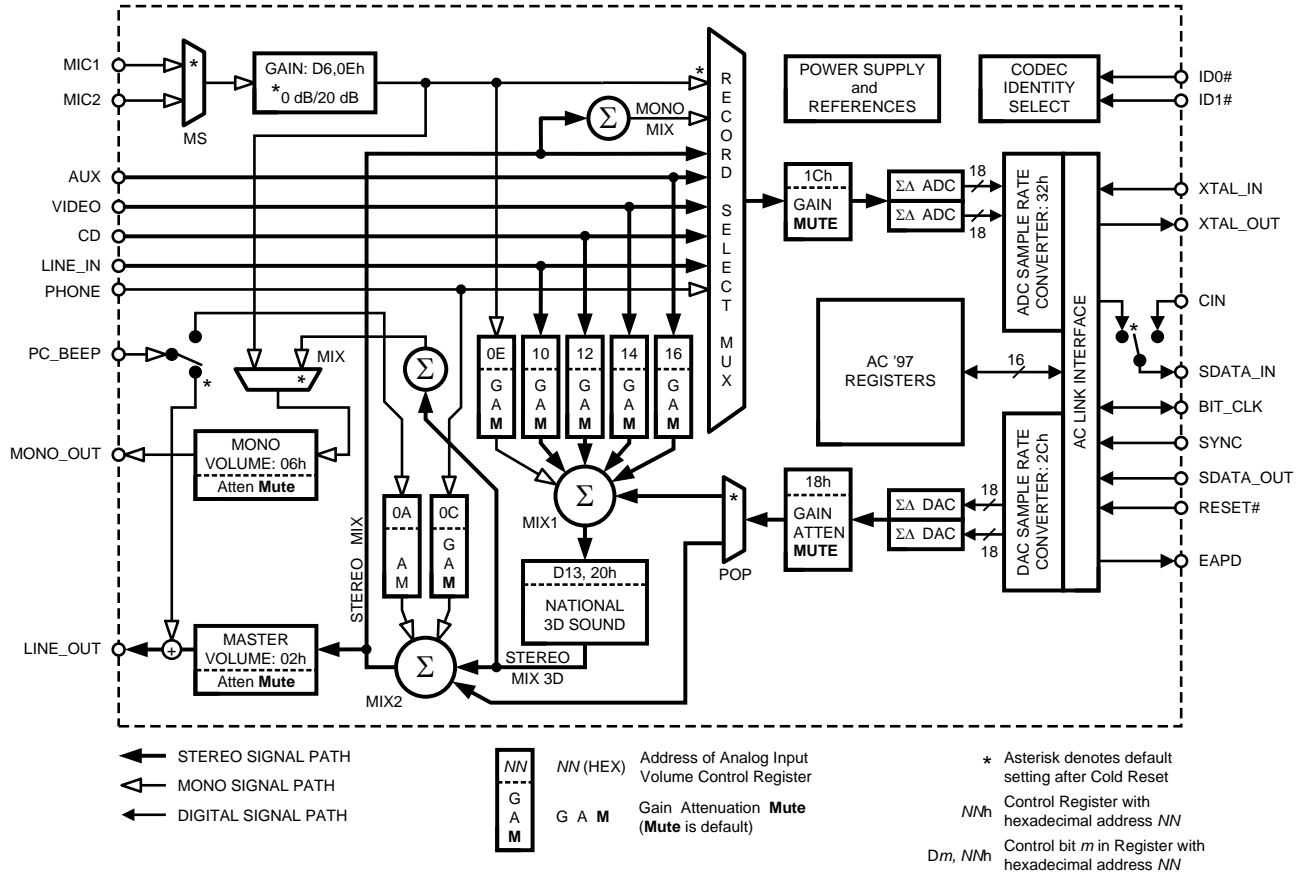 MIC1
MIC2
*
MS
GAIN: D6,0Eh
*0 dB/20 dB
Σ
MONO
MIX
*
RECORD SELECT MUX
POWER SUPPLY
and
REFERENCES
CODEC
IDENTITY
SELECT
ID0#
ID1#
AUX
VIDEO
CD
LINE_IN
PHONE
1Ch
GAIN
MUTE
ΣΔ ADC
ΣΔ ADC
18
18
ADC SAMPLE RATE
CONVERTER: 32h
AC LINK INTERFACE
XTAL_IN
XTAL_OUT
CIN
*
SDATA_IN
BIT_CLK
SYNC
SDATA_OUT
RESET#
EAPD
PC_BEEP
*
MIX
*
Σ
0E
G
A
M
10
G
A
M
12
G
A
M
14
G
A
M
16
G
A
M
AC '97
REGISTERS
16
MONO_OUT
MONO
VOLUME: 06h
Atten Mute
STEREO MIX
0A
A
M
0C
G
A
M
Σ
MIX1
*
POP
18h
GAIN
ATTEN
MUTE
ΣΔ DAC
ΣΔ DAC
18
18
DAC SAMPLE RATE
CONVERTER: 2Ch
D13, 20h
NATIONAL
3D SOUND
LINE_OUT
+
MASTER
VOLUME: 02h
Atten Mute
Σ
MIX2
STEREO
MIX 3D
STEREO SIGNAL PATH
MONO SIGNAL PATH
DIGITAL SIGNAL PATH
NN
G
A
M
NN (HEX)
Address of Analog Input
Volume Control Register
G A M
Gain Attenuation Mute
(Mute is default)
* Asterisk denotes default
setting after Cold Reset
NNh Control Register with
hexadecimal address NN
Dm, NNh Control bit m in Register with
hexadecimal address NN